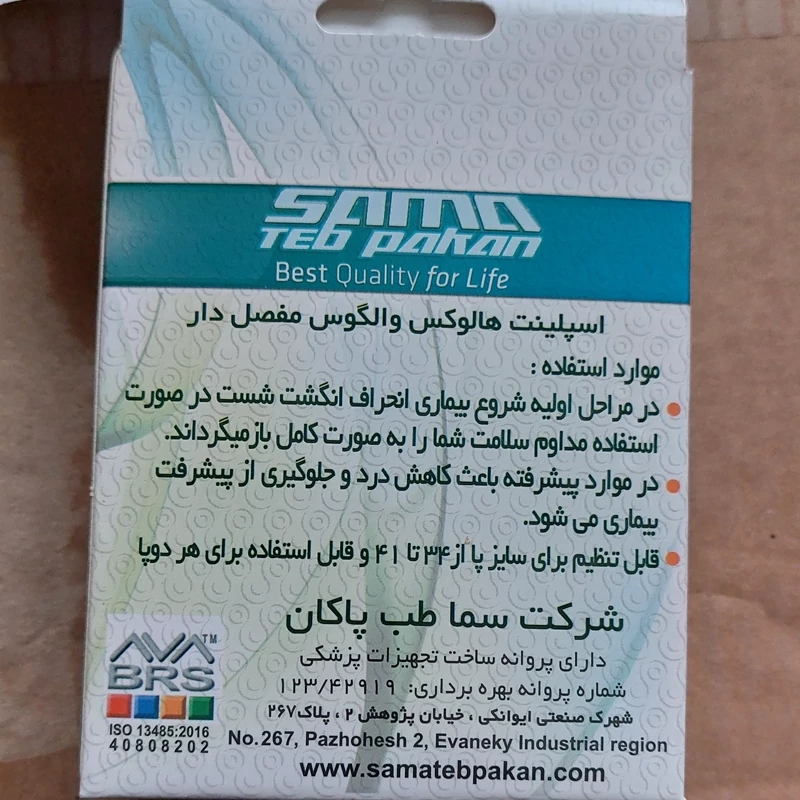 SAMA
TEB PAKAN
Best Quality for Life
اسپلینت هالوکس والگوس مفصل دار
موارد استفاده :
در مراحل اولیه شروع بیماری انحراف انگشت شست در صورت
استفاده مداوم سلامت شما را به صورت کامل بازمیگرداند.
در موارد پیشرفته باعث کاهش درد و جلوگیری از پیشرفت
بیماری می شود.
قابل تنظیم برای سایز پا از ۳۴ تا ۴۱ و قابل استفاده برای هر دوپا
شرکت سما طب پاکان
دارای پروانه ساخت تجهیزات پزشکی
شماره پروانه بهره برداری: ۱۲۳/۴۲۹۱۹
شهرک صنعتی ایوانکی ، خیابان پژوهش ۲ ، پلاک ۲۶۷
No.267, Pazhohesh 2, Evaneky Industrial region
www.samatebpakan.com
AVA TM
BRS
ISO 13485:2016
40808202